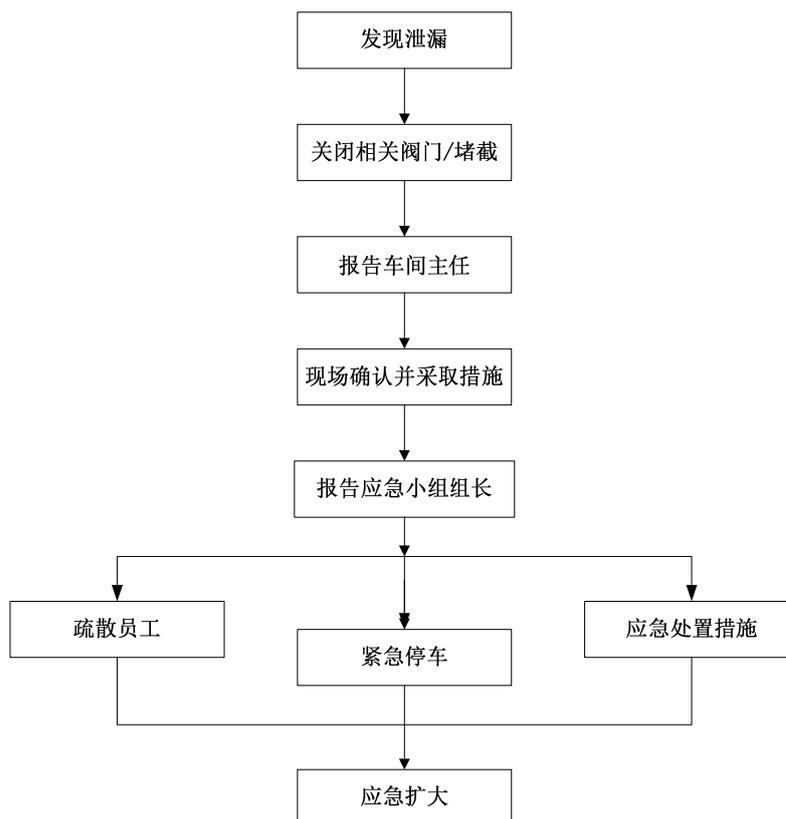 发现泄漏
关闭相关阀门/堵截
报告车间主任
现场确认并采取措施
报告应急小组组长
疏散员工
紧急停车
应急处置措施
应急扩大